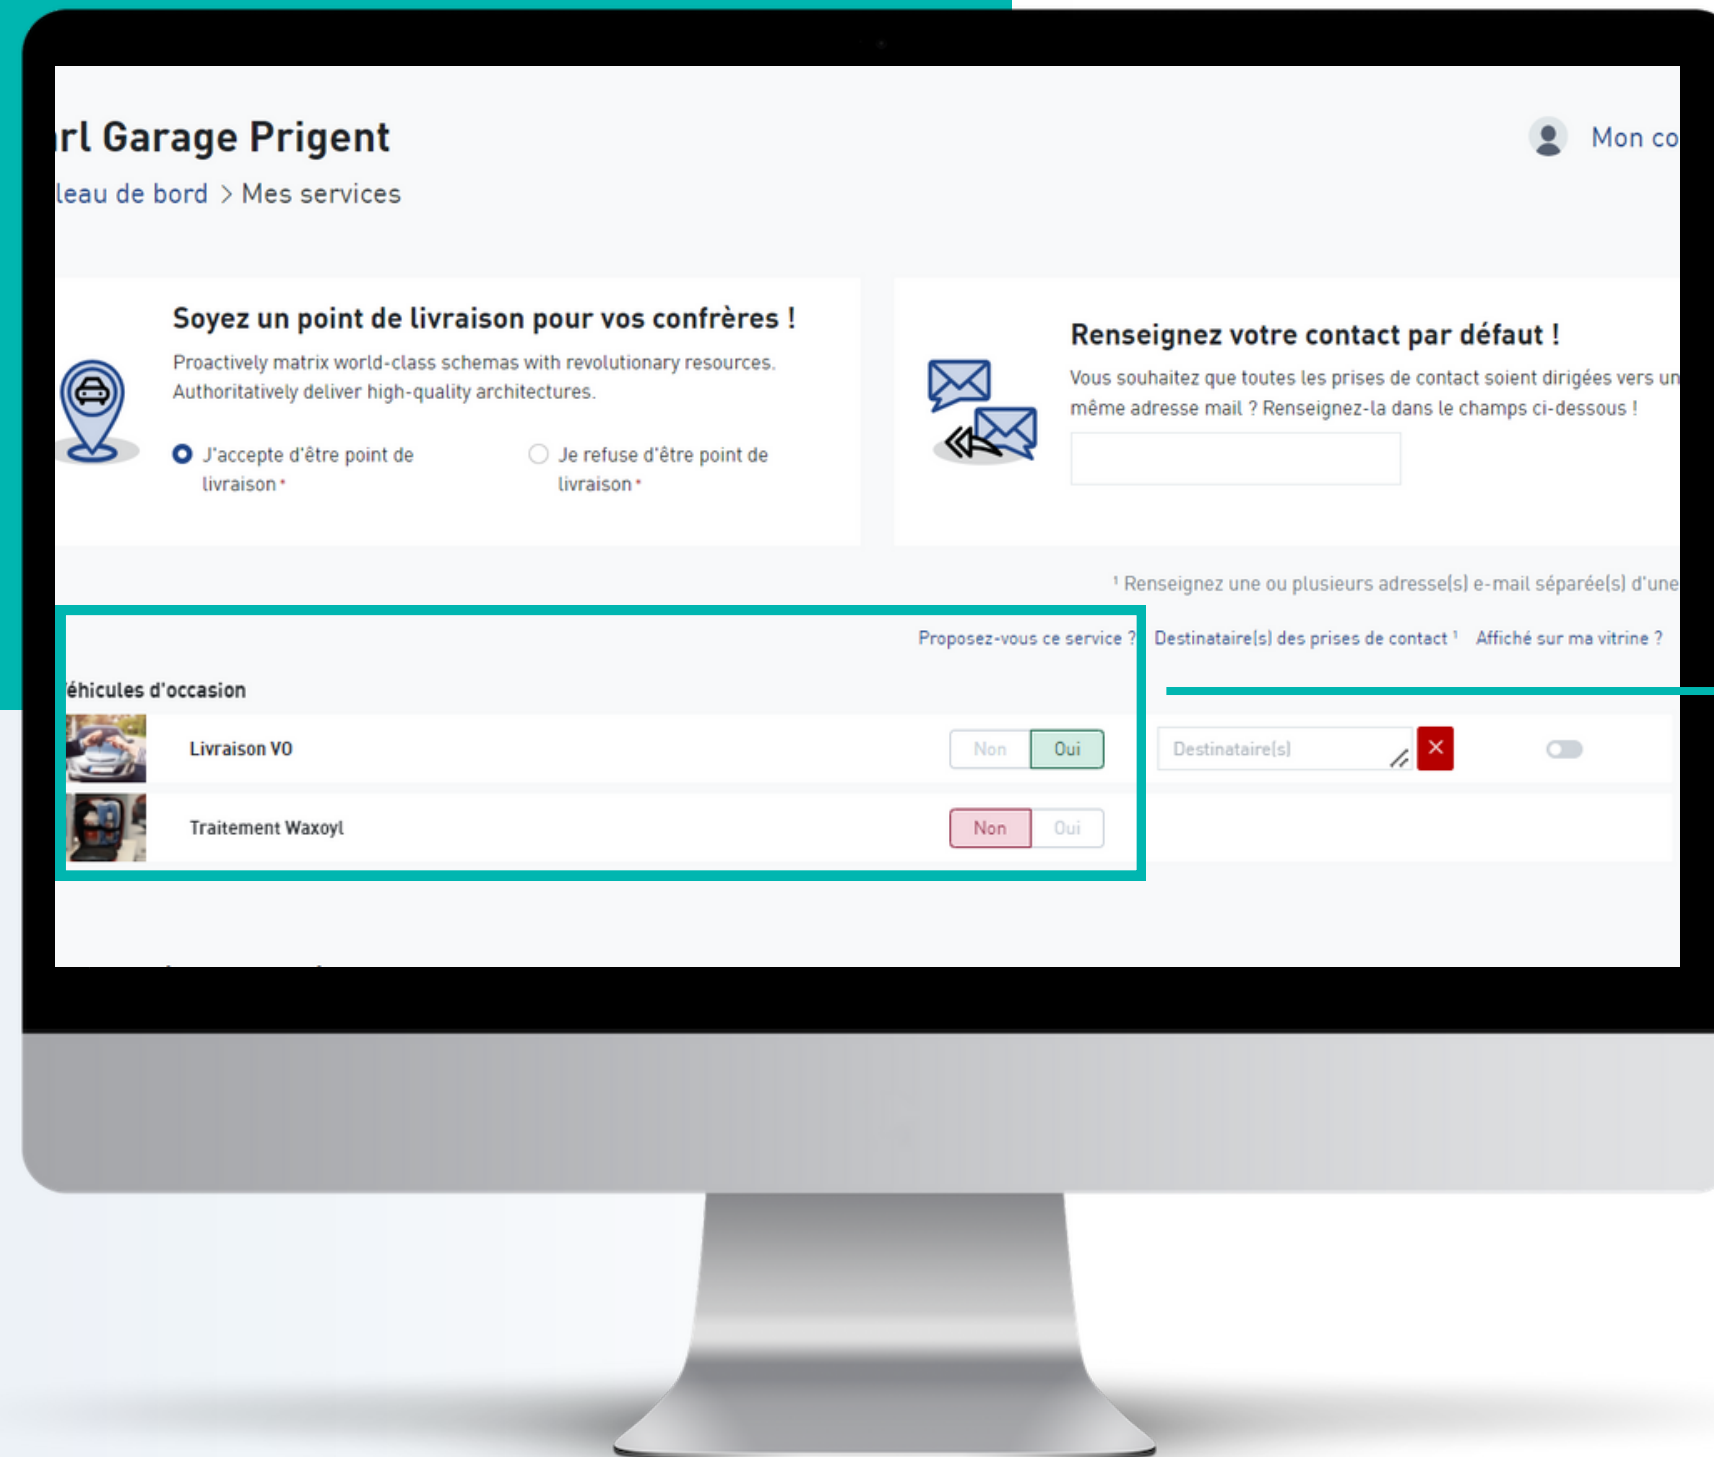 rl Garage Prigent
Mon co
leau de bord > Mes services
Soyez un point de livraison pour vos confrères !
Proactively matrix world-class schemas with revolutionary resources.
Authoritatively deliver high-quality architectures.
J'accepte d'être point de
livraison *
Je refuse d'être point de
livraison *
Renseignez votre contact par défaut !
Vous souhaitez que toutes les prises de contact soient dirigées vers un
même adresse mail ? Renseignez-la dans le champs ci-dessous !
¹ Renseignez une ou plusieurs adresse(s) e-mail séparée(s) d'une
Proposez-vous ce service ? Destinataire(s) des prises de contact ¹ Affiché sur ma vitrine ?
éhicules d'occasion
Livraison VO
Non Oui
Destinataire(s)
Traitement Waxoyl
Non Oui